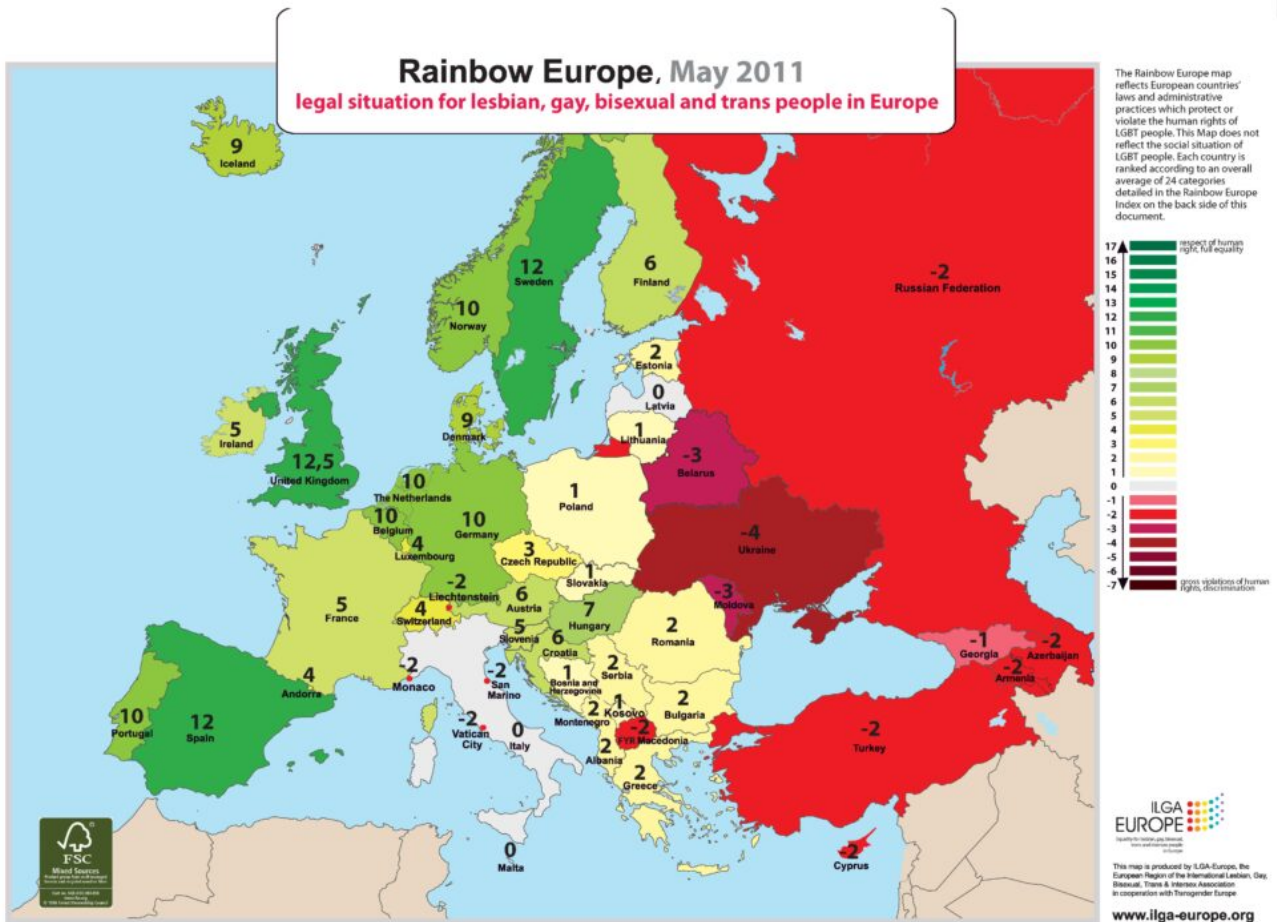 Rainbow Europe, May 2011
legal situation for lesbian, gay, bisexual and trans people in Europe
The Rainbow Europe map
reflects European countries'
laws and administrative
practices which protect or
violate the human rights of
LGBT people. This Map does not
reflect the social situation of
LGBT people. Each country is
ranked according to an overall
average of 24 categories
detailed in the Rainbow Europe
Index on the back side of this
document.
17
respect of human
right, full equality
16
15
14
13
12
11
10
9
8
7
6
5
4
3
2
1
0
-1
-2
-3
-4
-5
-6
-7
gross violations of human
rights, discrimination
9
Iceland
12
Sweden
6
Finland
-2
Russian Federation
10
Norway
2
Estonia
0
Latvia
1
Lithuania
9
Denmark
5
Ireland
12,5
United Kingdom
-3
Belarus
10
The Netherlands
1
Poland
10
Belgium
10
Germany
-4
Ukraine
4
Luxembourg
3
Czech Republic
1
Slovakia
-2
Liechtenstein
6
Austria
-3
Moldova
5
France
4
Switzerland
7
Hungary
5
Slovenia
6
Croatia
2
Romania
-1
Georgia
-2
Azerbaijan
-2
Armenia
4
Andorra
-2
Monaco
-2
San
Marino
1
Bosnia and
Herzegovina
2
Serbia
10
Portugal
12
Spain
-2
Vatican
City
0
Italy
2
Montenegro
1
Kosovo
2
Bulgaria
-2
FYR Macedonia
-2
Turkey
2
Albania
2
Greece
0
Malta
-2
Cyprus
FSC
Mixed Sources
ILGA
EUROPE
This map is produced by ILGA-Europe, the
European Region of the International Lesbian, Gay,
Bisexual, Trans & Intersex Association
in cooperation with Transgender Europe
www.ilga-europe.org